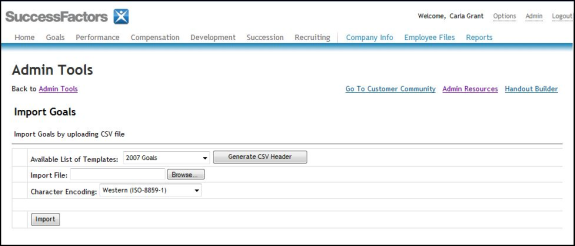 SuccessFactors Welcome, Carla Grant Options Admin Logout
Home Goals Performance Compensation Development Succession Recruiting Company Info Employee Files Reports
Admin Tools
Back to Admin Tools Go To Customer Community Admin Resources Handout Builder
Import Goals
Import Goals by uploading CSV file
Available List of Templates: 2007 Goals Generate CSV Header
Import File: Browse...
Character Encoding: Western (ISO-8859-1)
Import